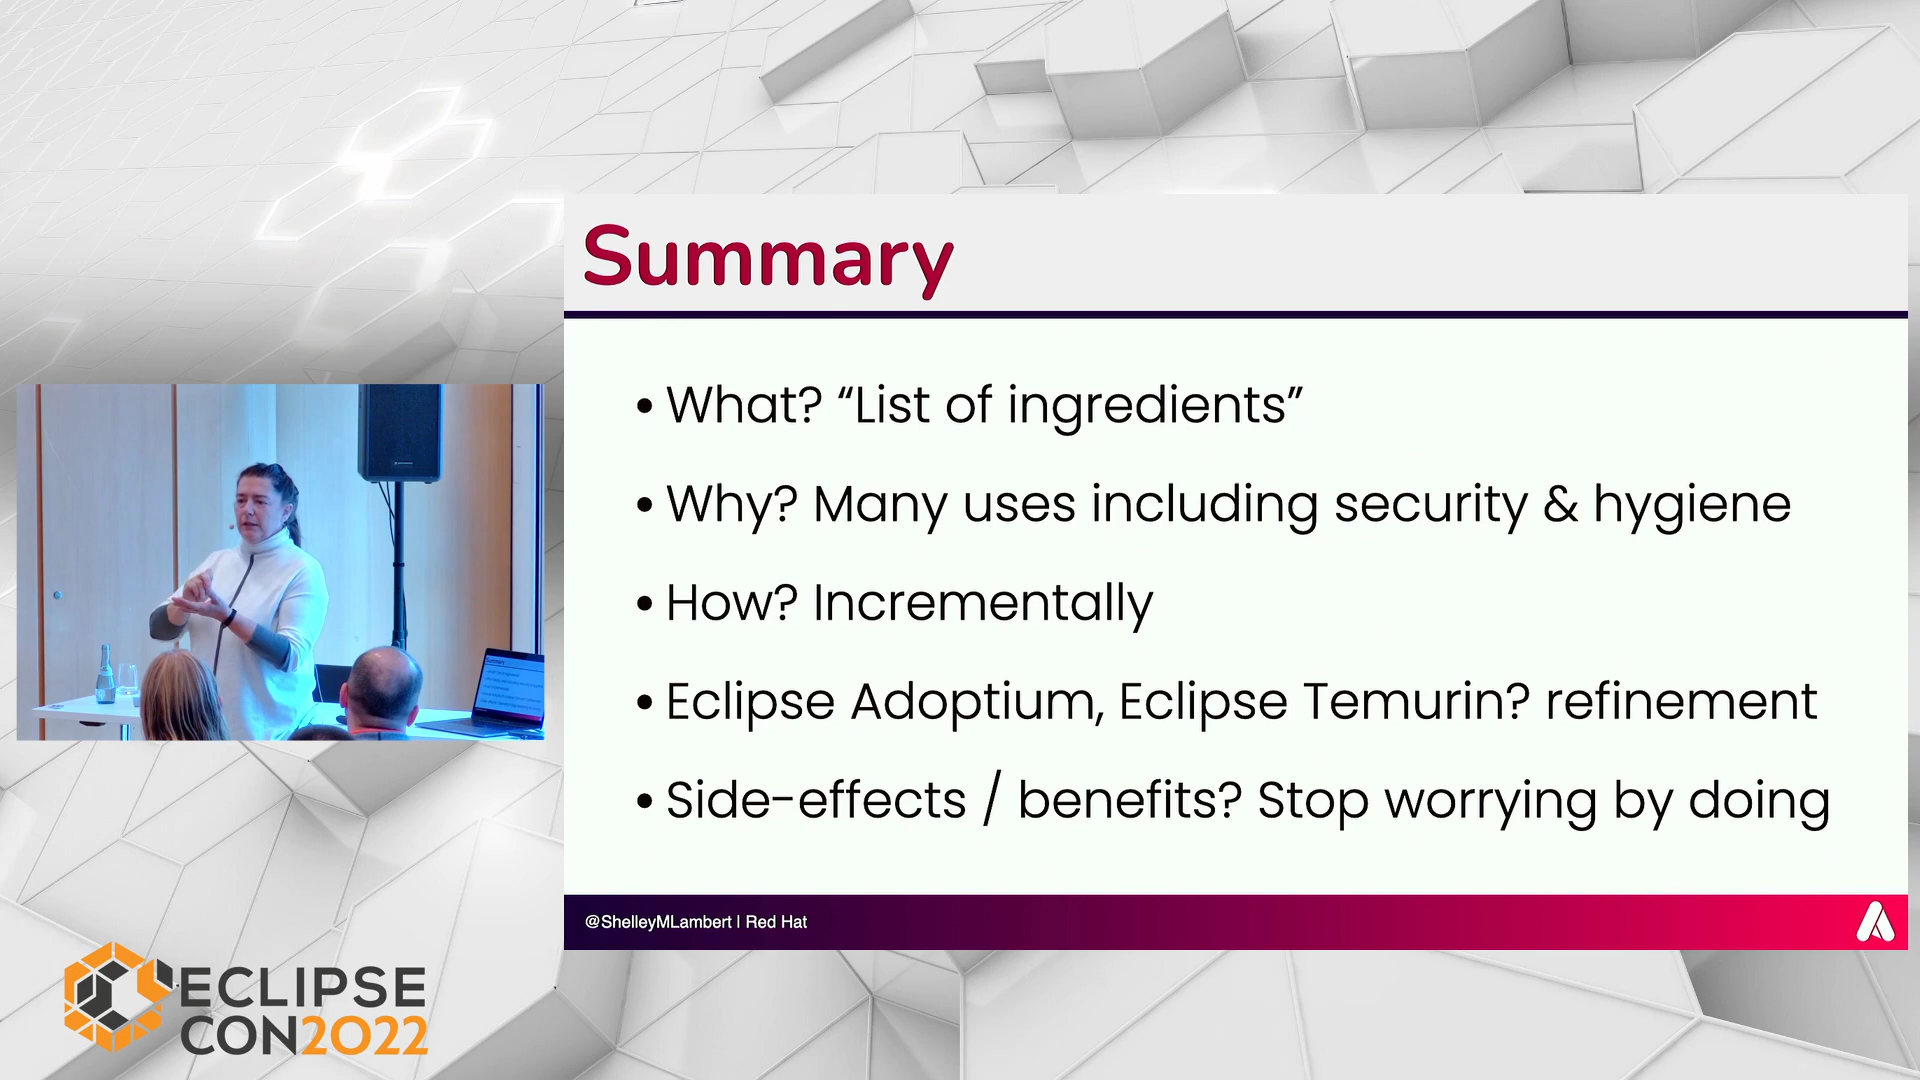 Summary
• What? “List of ingredients”
• Why? Many uses including security & hygiene
• How? Incrementally
• Eclipse Adoptium, Eclipse Temurin? refinement
• Side-effects / benefits? Stop worrying by doing
@ShelleyMLambert | Red Hat
Summary
ECLIPSE
CON2022